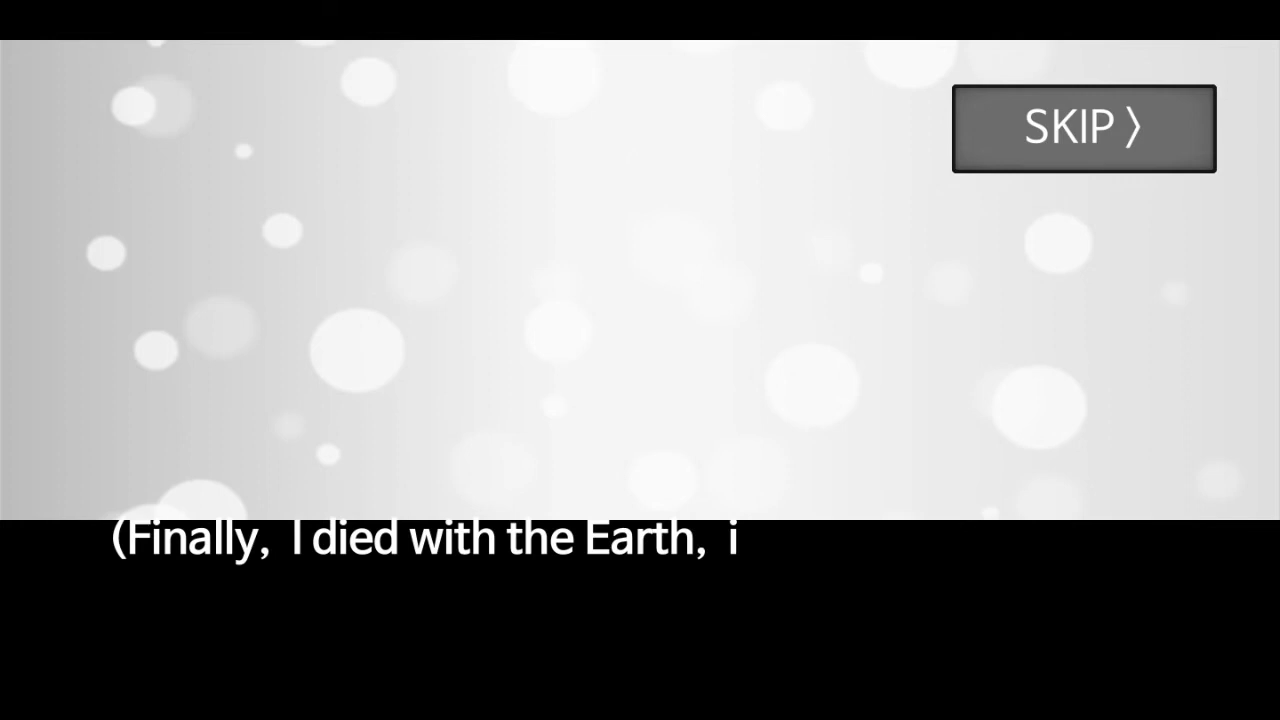 SKIP 〉
(Finally, I died with the Earth, i